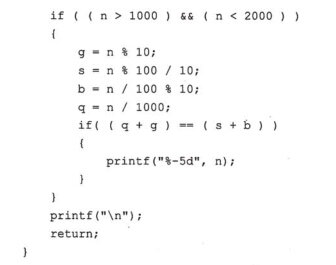 if ( ( n > 1000 ) && ( n < 2000 ) )
{
g = n % 10;
s = n % 100 / 10;
b = n / 100 % 10;
q = n / 1000;
if( ( q + g ) == ( s + b ) )
{
printf("%-5d", n);
}
}
printf("\n");
return;
}